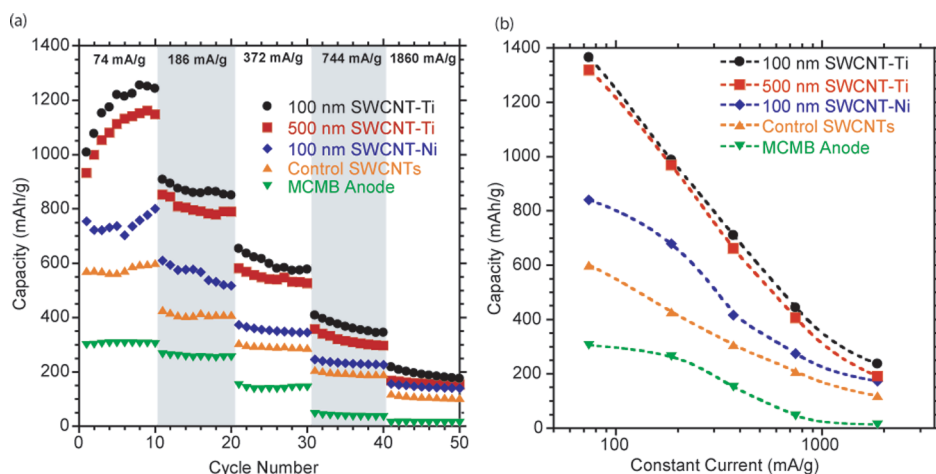 (a)
1400
1200
1000
800
600
400
200
0
Capacity (mAh/g)
74 mA/g 186 mA/g 372 mA/g 744 mA/g 1860 mA/g
100 nm SWCNT-Ti
500 nm SWCNT-Ti
100 nm SWCNT-Ni
Control SWCNTs
MCMB Anode
0 10 20 30 40 50
Cycle Number
(b)
1400
1200
1000
800
600
400
200
0
Capacity (mAh/g)
100 nm SWCNT-Ti
500 nm SWCNT-Ti
100 nm SWCNT-Ni
Control SWCNTs
MCMB Anode
100 1000
Constant Current (mA/g)